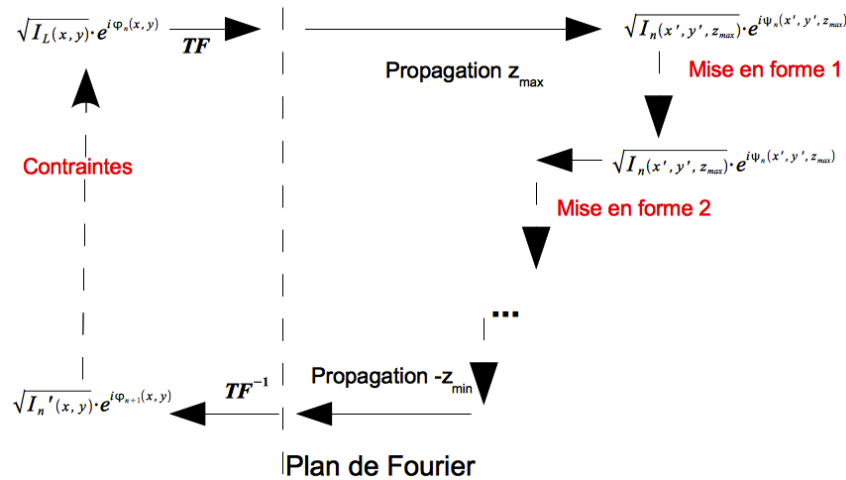 √I_L(x,y)·e^{iφ_n(x,y)}
TF
Propagation z_max
√I_n(x',y',z_max)·e^{iψ_n(x',y',z_max)}
Mise en forme 1
√I_n(x',y',z_max)·e^{iψ_n(x',y',z_max)}
Contraintes
Mise en forme 2
...
Propagation -z_min
TF^{-1}
√I_n'(x,y)·e^{iφ_{n+1}(x,y)}
Plan de Fourier